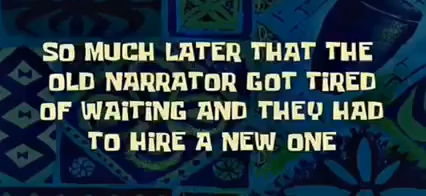 SO MUCH LATER THAT THE
OLD NARRATOR GOT TIRED
OF WAITING AND THEY HAD
TO HIRE A NEW ONE